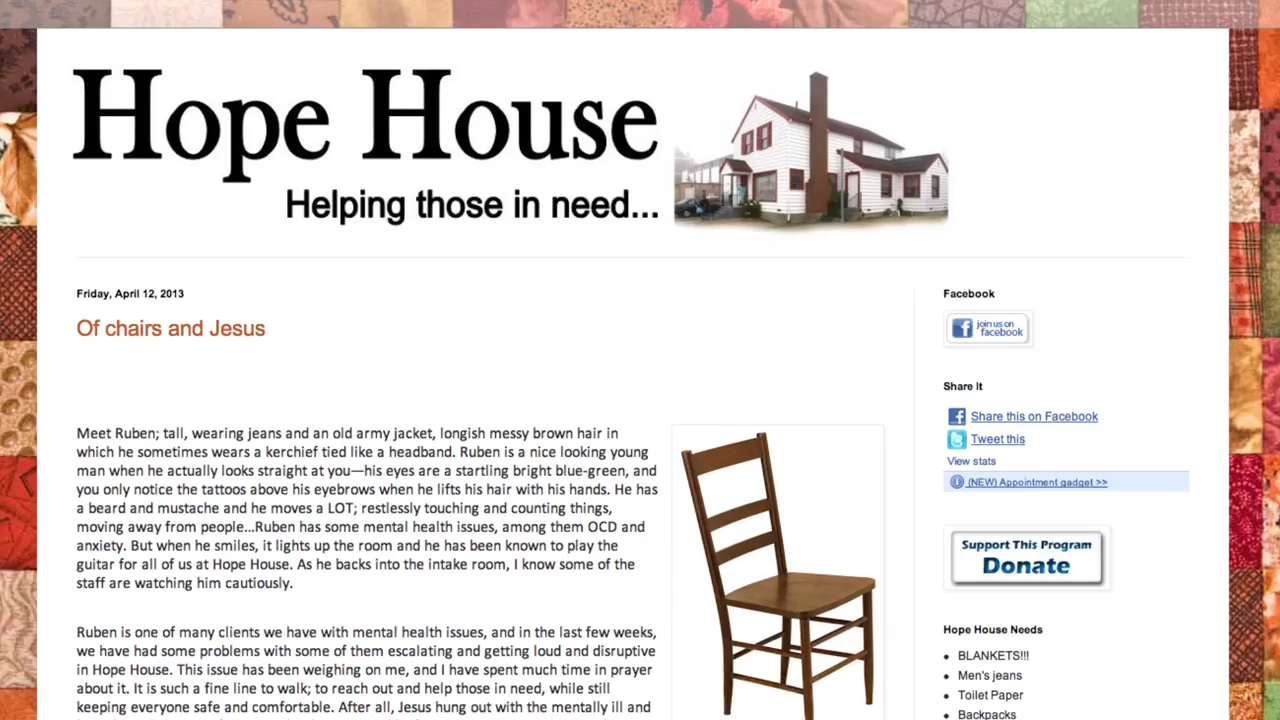 Hope House
Helping those in need...
Friday, April 12, 2013
Of chairs and Jesus
Meet Ruben; tall, wearing jeans and an old army jacket, longish messy brown hair in
which he sometimes wears a kerchief tied like a headband. Ruben is a nice looking young
man when he actually looks straight at you—his eyes are a startling bright blue-green, and
you only notice the tattoos above his eyebrows when he lifts his hair with his hands. He has
a beard and mustache and he moves a LOT; restlessly touching and counting things,
moving away from people...Ruben has some mental health issues, among them OCD and
anxiety. But when he smiles, it lights up the room and he has been known to play the
guitar for all of us at Hope House. As he backs into the intake room, I know some of the
staff are watching him cautiously.
Ruben is one of many clients we have with mental health issues, and in the last few weeks,
we have had some problems with some of them escalating and getting loud and disruptive
in Hope House. This issue has been weighing on me, and I have spent much time in prayer
about it. It is such a fine line to walk; to reach out and help those in need, while still
keeping everyone safe and comfortable. After all, Jesus hung out with the mentally ill and
Facebook
join us on
facebook
Share It
Share this on Facebook
Tweet this
View stats
(NEW) Appointment gadget >>
Support This Program
Donate
Hope House Needs
BLANKETS!!!
Men's jeans
Toilet Paper
Backpacks